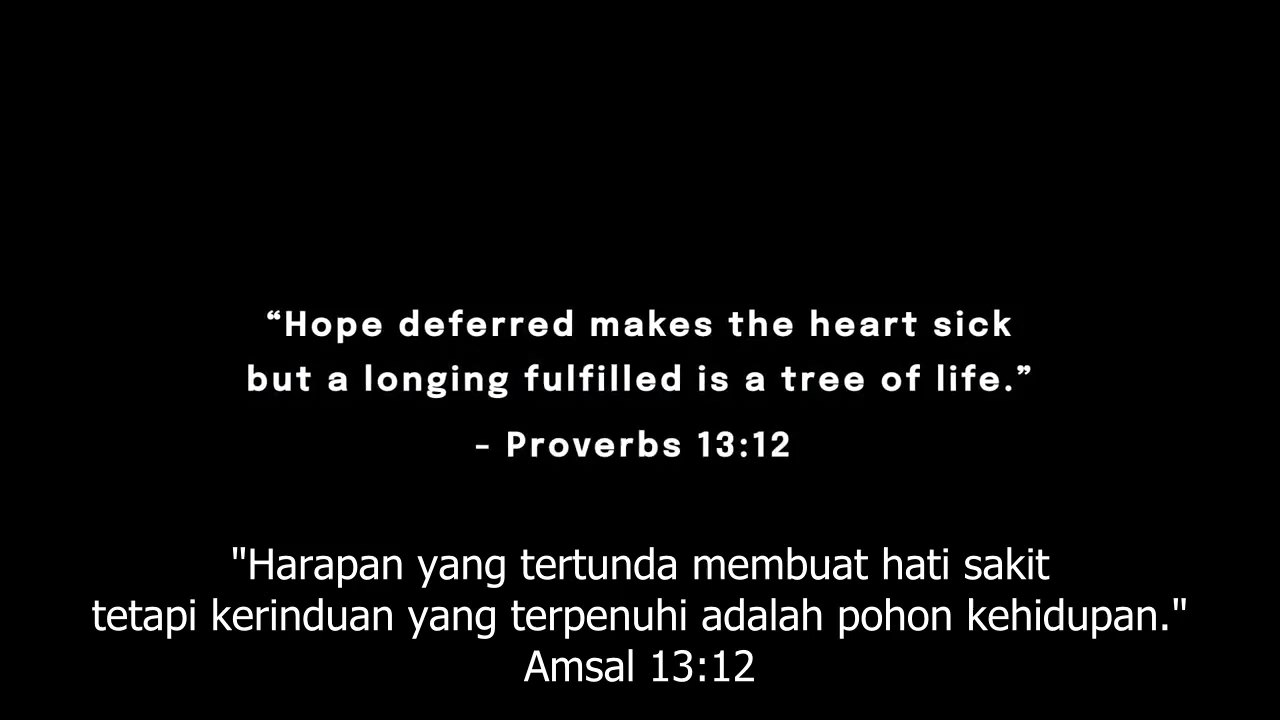 “Hope deferred makes the heart sick
but a longing fulfilled is a tree of life.”
– Proverbs 13:12
"Harapan yang tertunda membuat hati sakit
tetapi kerinduan yang terpenuhi adalah pohon kehidupan."
Amsal 13:12